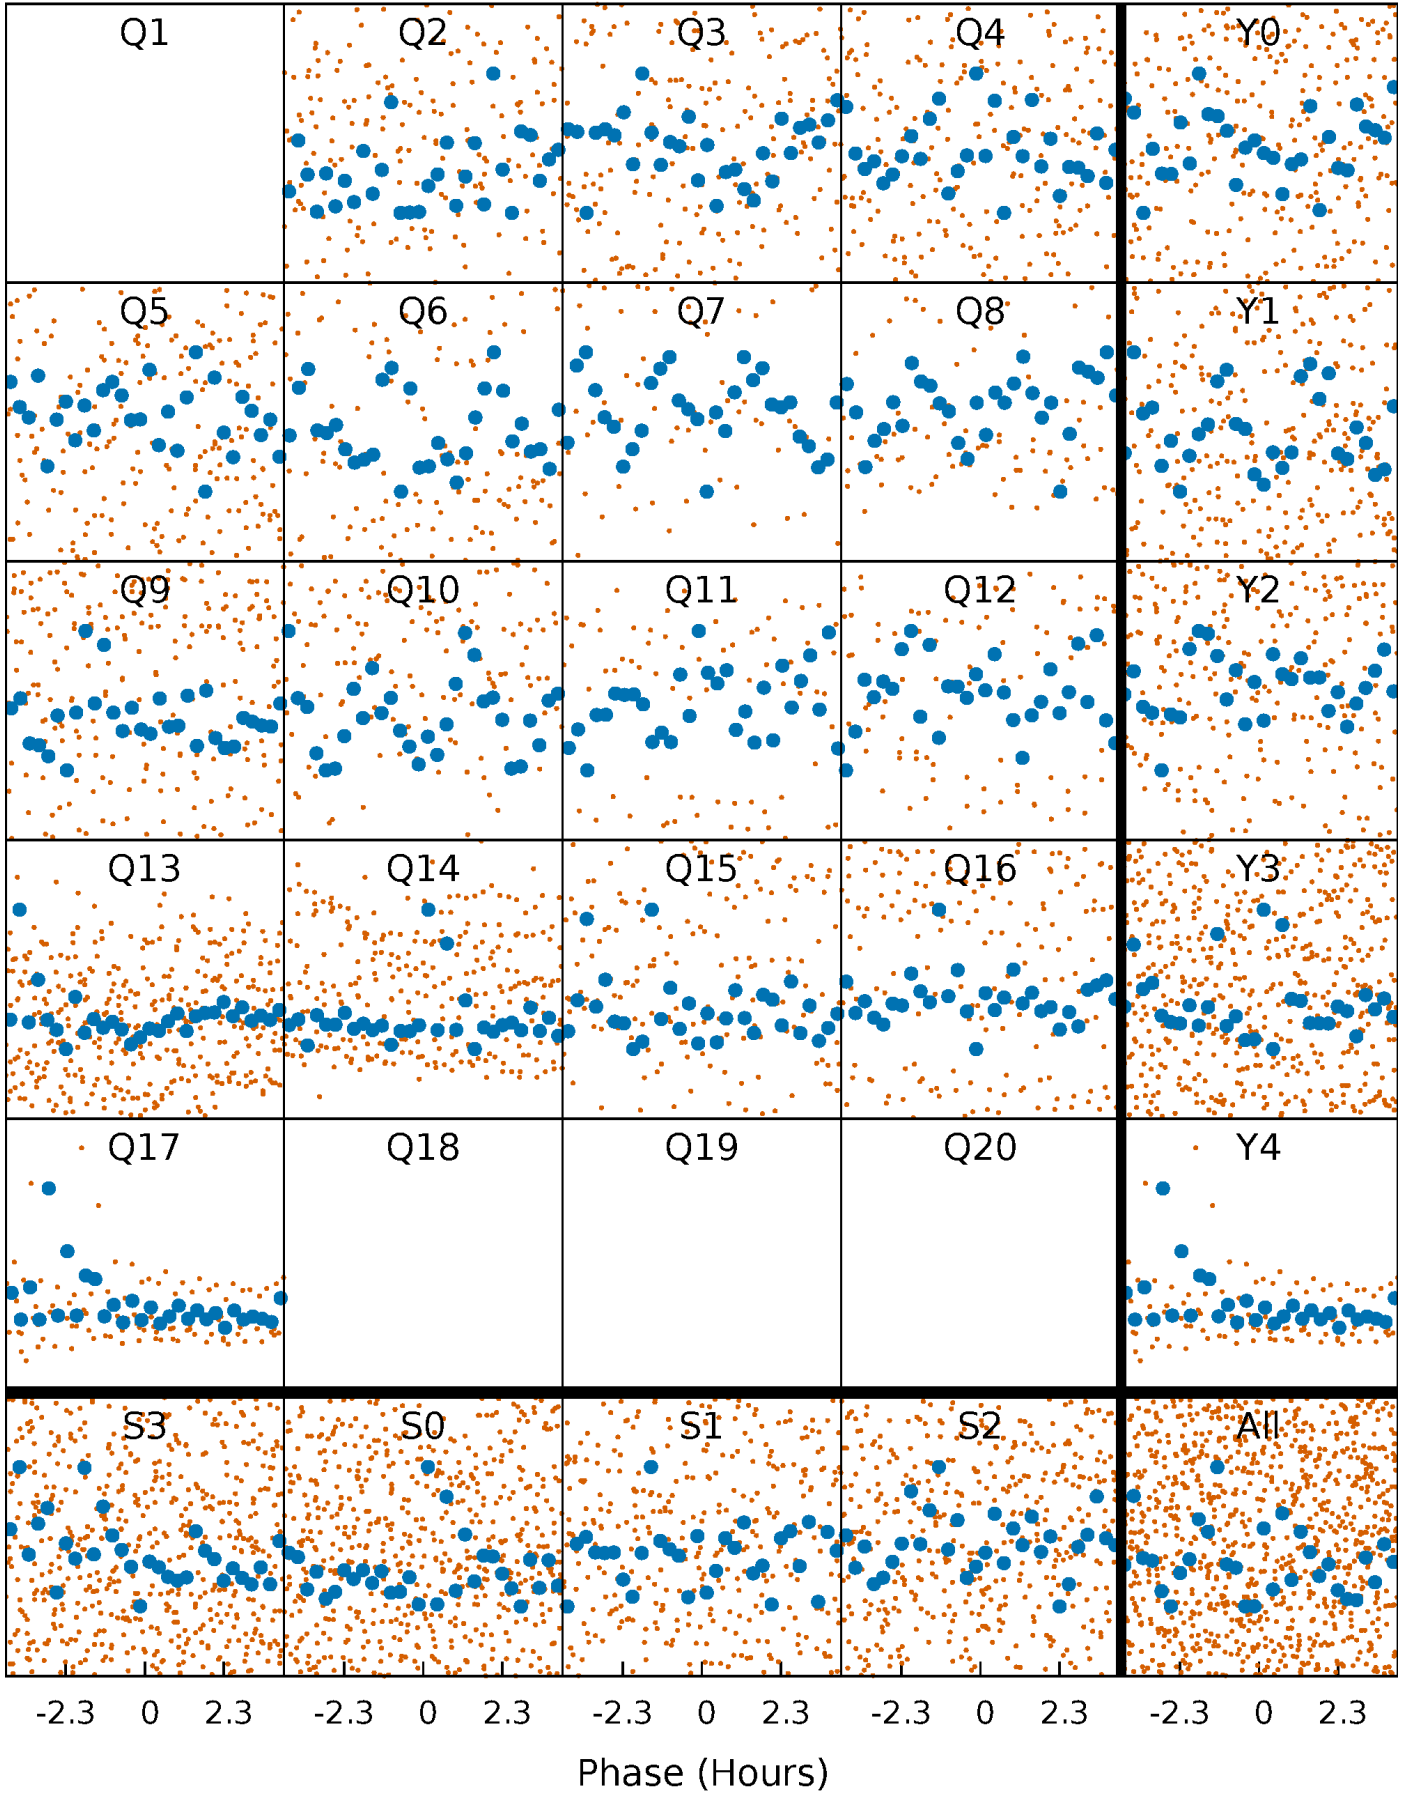 Q1 Q2 Q3 Q4 Y0
Q5 Q6 Q7 Q8 Y1
Q9 Q10 Q11 Q12 Y2
Q13 Q14 Q15 Q16 Y3
Q17 Q18 Q19 Q20 Y4
S3 S0 S1 S2 All
-2.3 0 2.3 -2.3 0 2.3 -2.3 0 2.3 -2.3 0 2.3 -2.3 0 2.3
Phase (Hours)